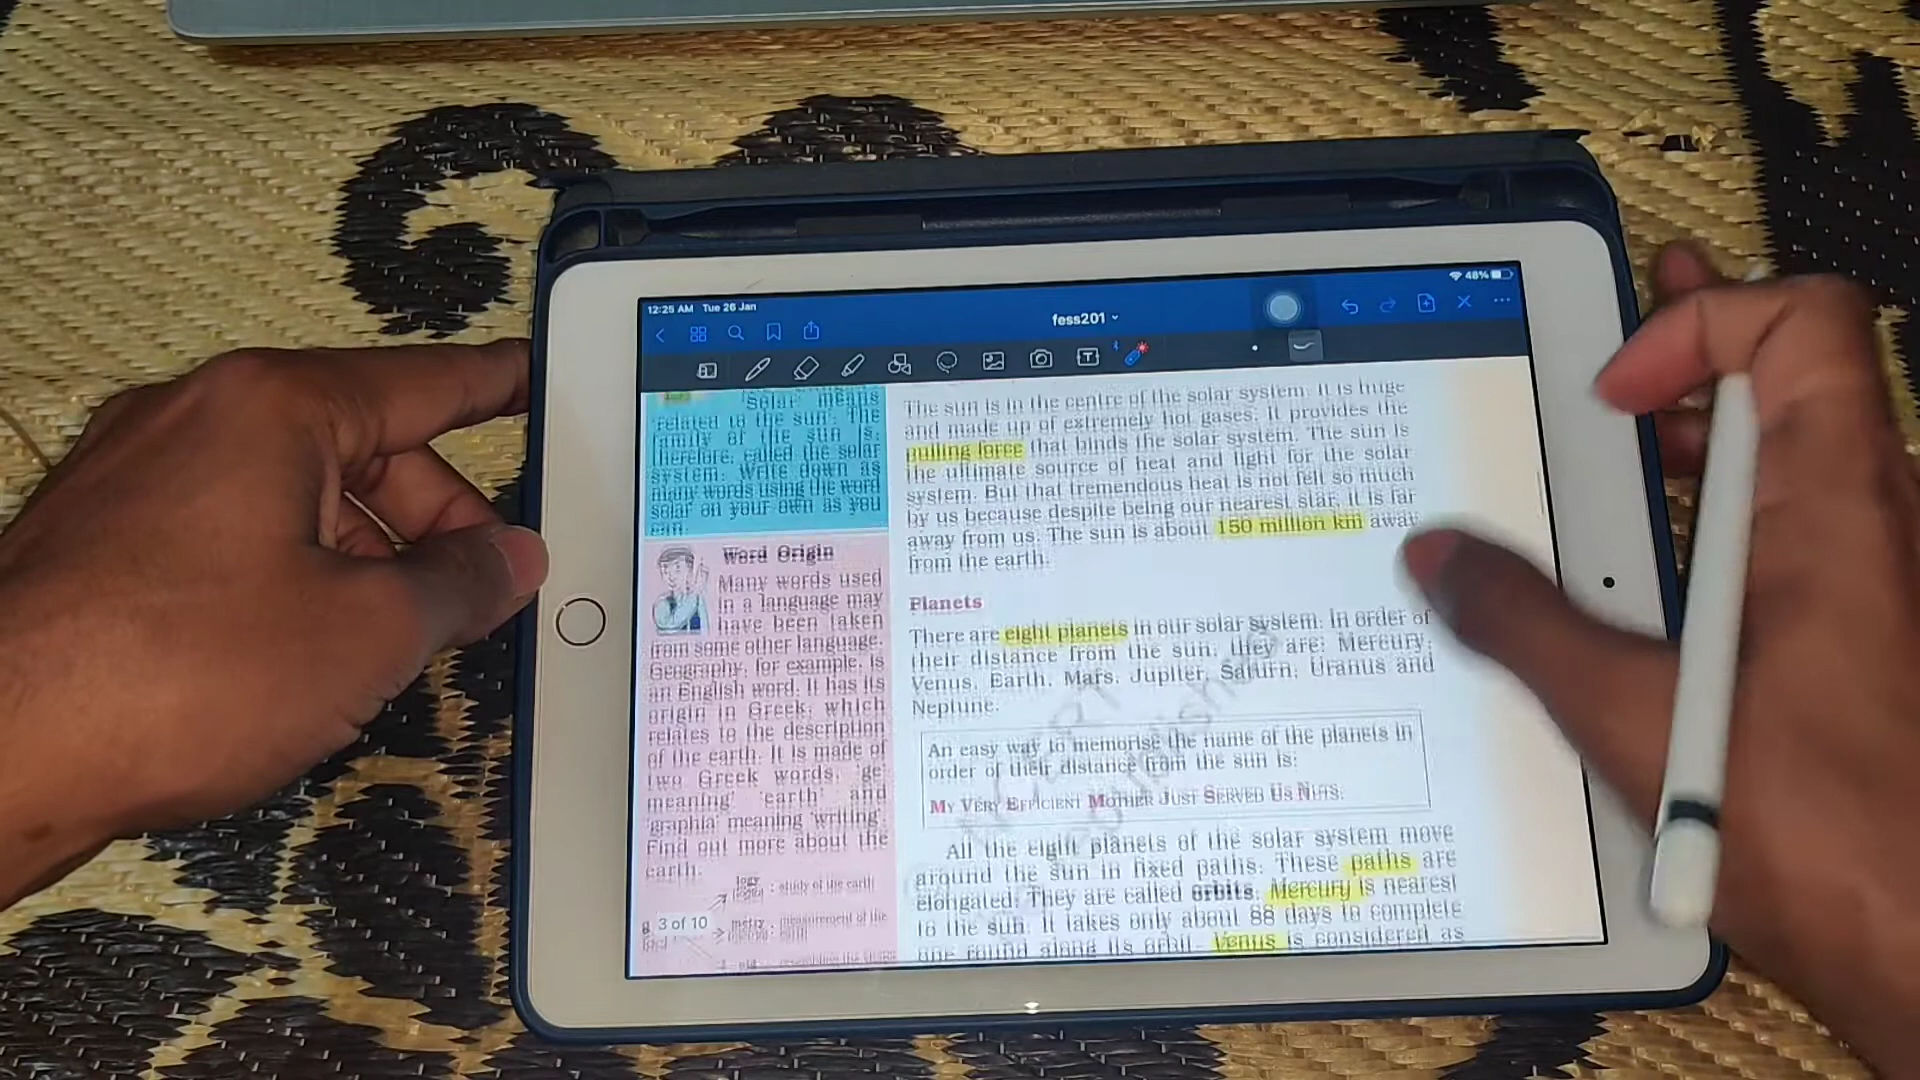 12:25 AM Tue 26 Jan
48%
fess201
T
'Solar' means
'related to the sun'. The
family of the sun is,
therefore, called the solar
system. Write down as
many words using the word
solar on your own as you
can.
Word Origin
Many words used
in a language may
have been taken
from some other language.
Geography, for example, is
an English word. It has its
origin in Greek, which
relates to the description
of the earth. It is made of
two Greek words, 'ge'
meaning 'earth' and
'graphia' meaning 'writing'.
Find out more about the
earth.
: study of the earth
3 of 10
metry : measurement of the
The sun is in the centre of the solar system. It is huge
and made up of extremely hot gases. It provides the
pulling force that binds the solar system. The sun is
the ultimate source of heat and light for the solar
system. But that tremendous heat is not felt so much
by us because despite being our nearest star, it is far
away from us. The sun is about 150 million km away
from the earth.
Planets
There are eight planets in our solar system. In order of
their distance from the sun, they are: Mercury,
Venus, Earth, Mars, Jupiter, Saturn, Uranus and
Neptune.
An easy way to memorise the name of the planets in
order of their distance from the sun is:
MY VERY EFFICIENT MOTHER JUST SERVED US NUTS.
All the eight planets of the solar system move
around the sun in fixed paths. These paths are
elongated. They are called orbits. Mercury is nearest
to the sun. It takes only about 88 days to complete
one round along its orbit. Venus is considered as